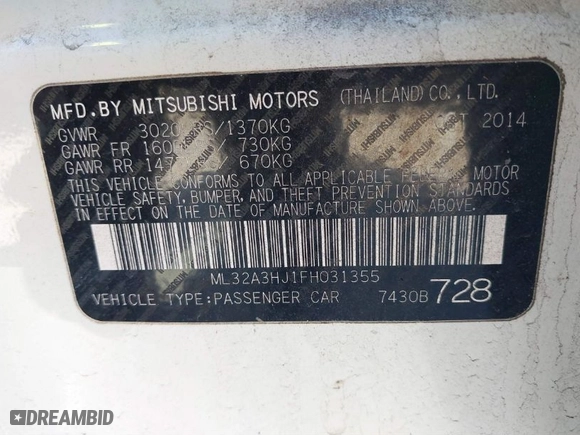 MFD.BY MITSUBISHI MOTORS (THAILAND) CO., LTD.
GVWR 3020 /1370KG 2014
GAWR FR 730KG
GAWR RR 670KG
THIS VEHICLE CONFORMS TO ALL APPLICABLE FEDERAL MOTOR
VEHICLE SAFETY, BUMPER, AND THEFT PREVENTION STANDARDS
IN EFFECT ON THE DATE OF MANUFACTURE SHOWN ABOVE.
ML32A3HJ1FH031355
VEHICLE TYPE:PASSENGER CAR 7430B 728
DREAMBID